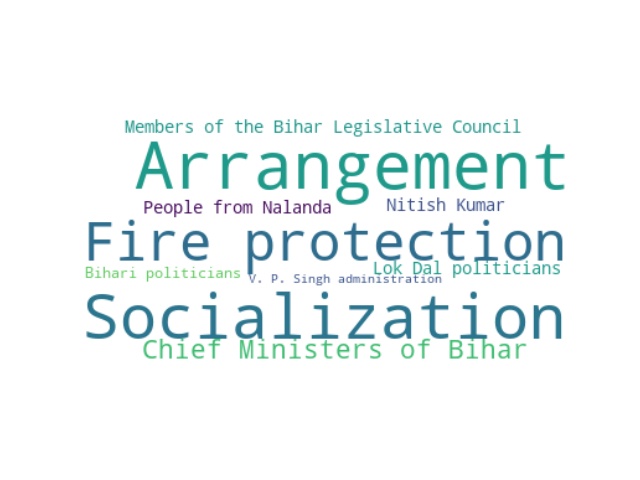 Members of the Bihar Legislative Council
Arrangement
People from Nalanda
Nitish Kumar
Fire protection
Lok Dal politicians
Bihari politicians
V. P. Singh administration
Socialization
Chief Ministers of Bihar